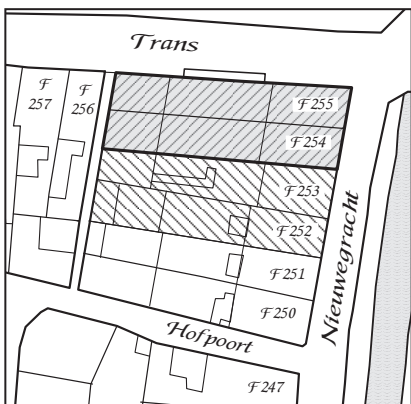 Trans
F
257
F
256
F 255
F 254
F 253
F 252
F 251
F 250
Nieuwegracht
Hofpoort
F 247